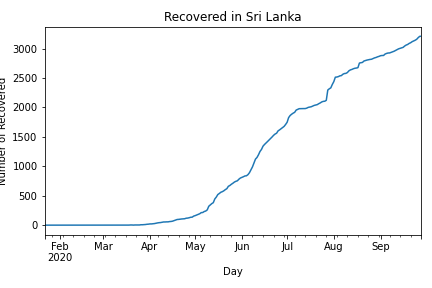 Recovered in Sri Lanka
Number of Recovered
3000
2500
2000
1500
1000
500
0
Feb Mar Apr May Jun Jul Aug Sep
2020
Day